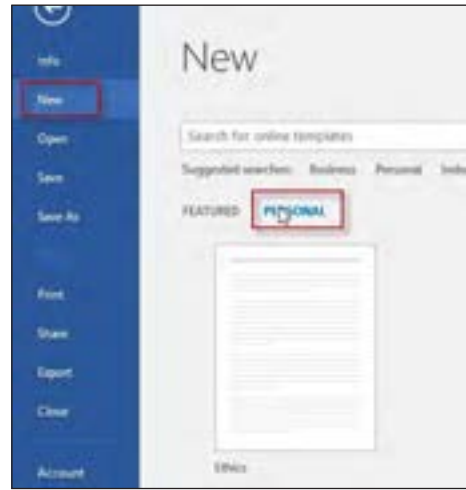 Info
New
New
Open
Save
Save As
Print
Share
Export
Close
Account
Search for online templates
Suggested searches: Business Personal
FEATURED PERSONAL
Ethics